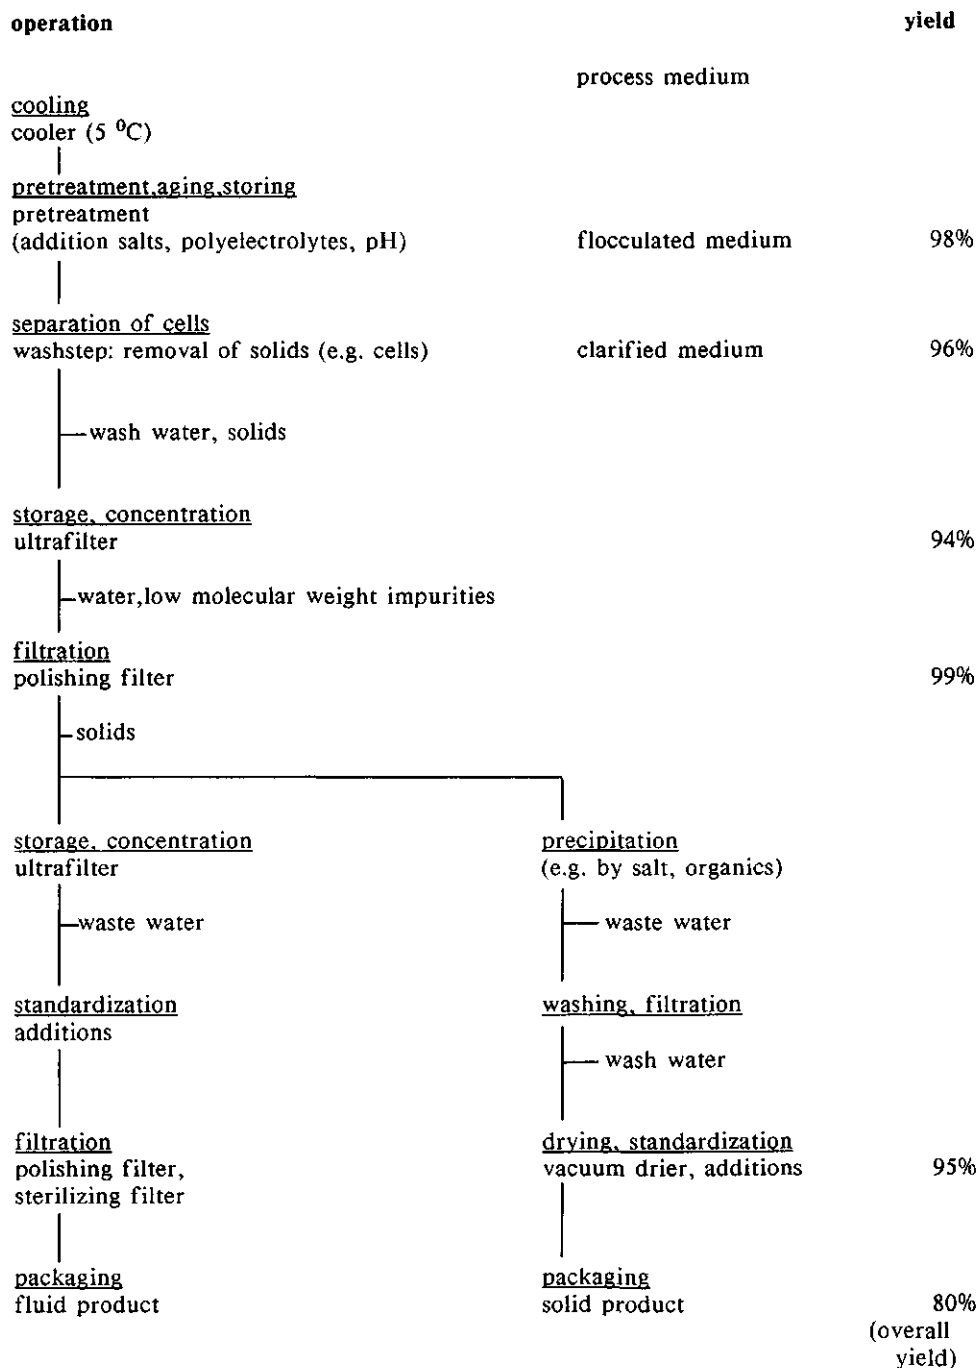 operation yield
process medium
cooling
cooler (5 ⁰C)
pretreatment,aging,storing
pretreatment
(addition salts, polyelectrolytes, pH) flocculated medium 98%
separation of cells
washstep: removal of solids (e.g. cells) clarified medium 96%
wash water, solids
storage, concentration
ultrafilter 94%
water,low molecular weight impurities
filtration
polishing filter 99%
solids
storage, concentration precipitation
ultrafilter (e.g. by salt, organics)
waste water waste water
standardization washing, filtration
additions
wash water
filtration drying, standardization
polishing filter, vacuum drier, additions 95%
sterilizing filter
packaging packaging
fluid product solid product 80%
(overall
yield)